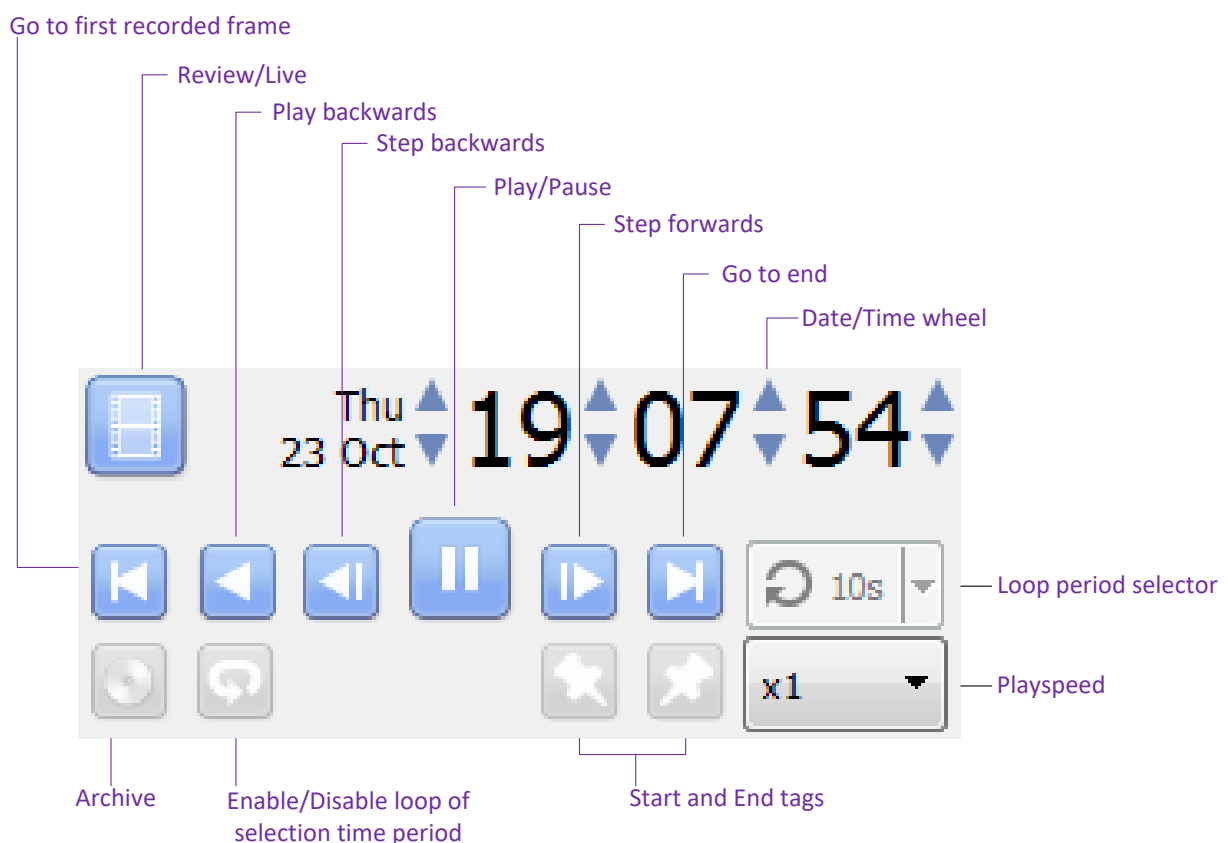 Go to first recorded frame
Review/Live
Play backwards
Step backwards
Play/Pause
Step forwards
Go to end
Date/Time wheel
Thu
23 Oct
19 07 54
10s
Loop period selector
x1
Playspeed
Archive
Enable/Disable loop of
selection time period
Start and End tags